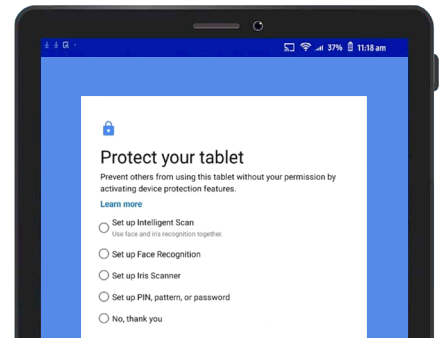 37% 11:18 am
Protect your tablet
Prevent others from using this tablet without your permission by
activating device protection features.
Learn more
Set up Intelligent Scan
Use face and iris recognition together.
Set up Face Recognition
Set up Iris Scanner
Set up PIN, pattern, or password
No, thank you